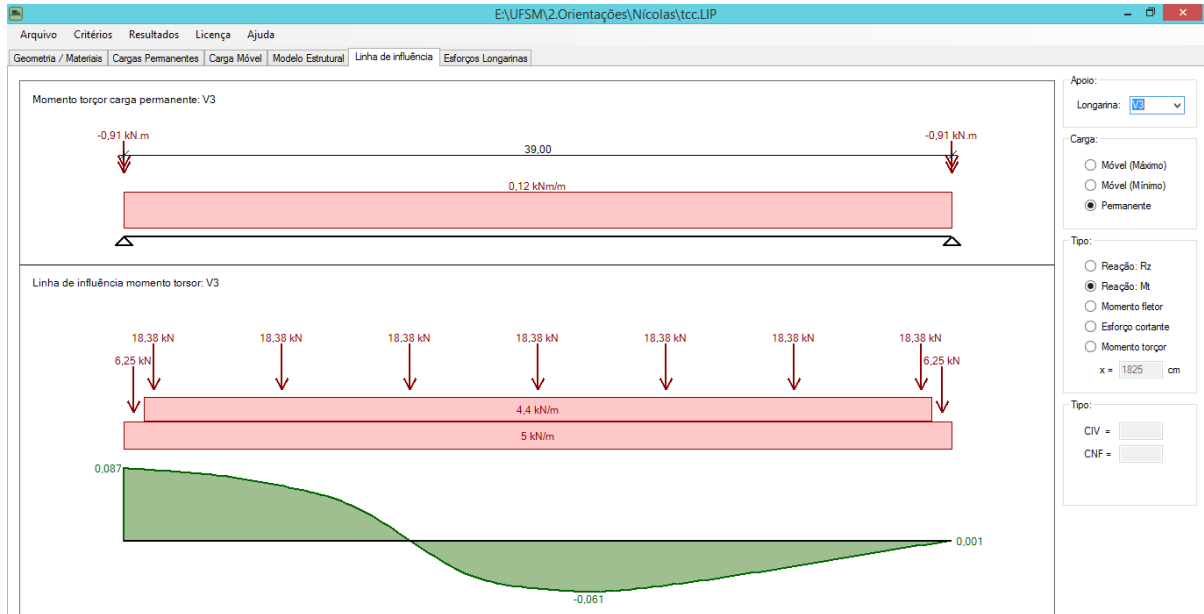 E:\UFSM\2.Orientações\Nícolas\tcc.LIP
Arquivo Critérios Resultados Licença Ajuda
Geometria / Materiais Cargas Permanentes Carga Móvel Modelo Estrutural Linha de influência Esforços Longarinas
Momento torçor carga permanente: V3
-0,91 kN.m -0,91 kN.m
39,00
0,12 kNm/m
Linha de influência momento torsor: V3
18,38 kN 18,38 kN 18,38 kN 18,38 kN 18,38 kN 18,38 kN 18,38 kN
6,25 kN 6,25 kN
4,4 kN/m
5 kN/m
0,087
0,001
-0,061
Apoio:
Longarina: V3
Carga:
Móvel (Máximo)
Móvel (Mínimo)
Permanente
Tipo:
Reação: Rz
Reação: Mt
Momento fletor
Esforço cortante
Momento torçor
x = 1825 cm
Tipo:
CIV =
CNF =